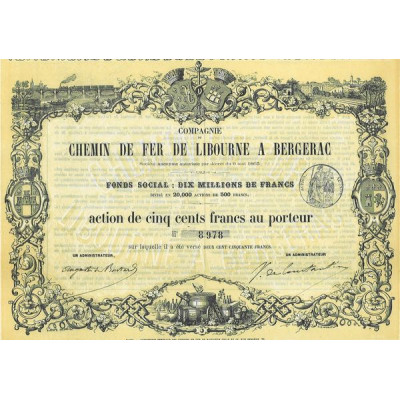 COMPAGNIE
DU
CHEMIN DE FER DE LIBOURNE A BERGERAC
FONDS SOCIAL : DIX MILLIONS DE FRANCS
DIVISÉ EN 20,000 ACTIONS DE 500 FRANCS.
action de cinq cents francs au porteur
8978
sur laquelle il a été versé DEUX CENT CINQUANTE FRANCS.
UN ADMINISTRATEUR,
UN ADMINISTRATEUR,